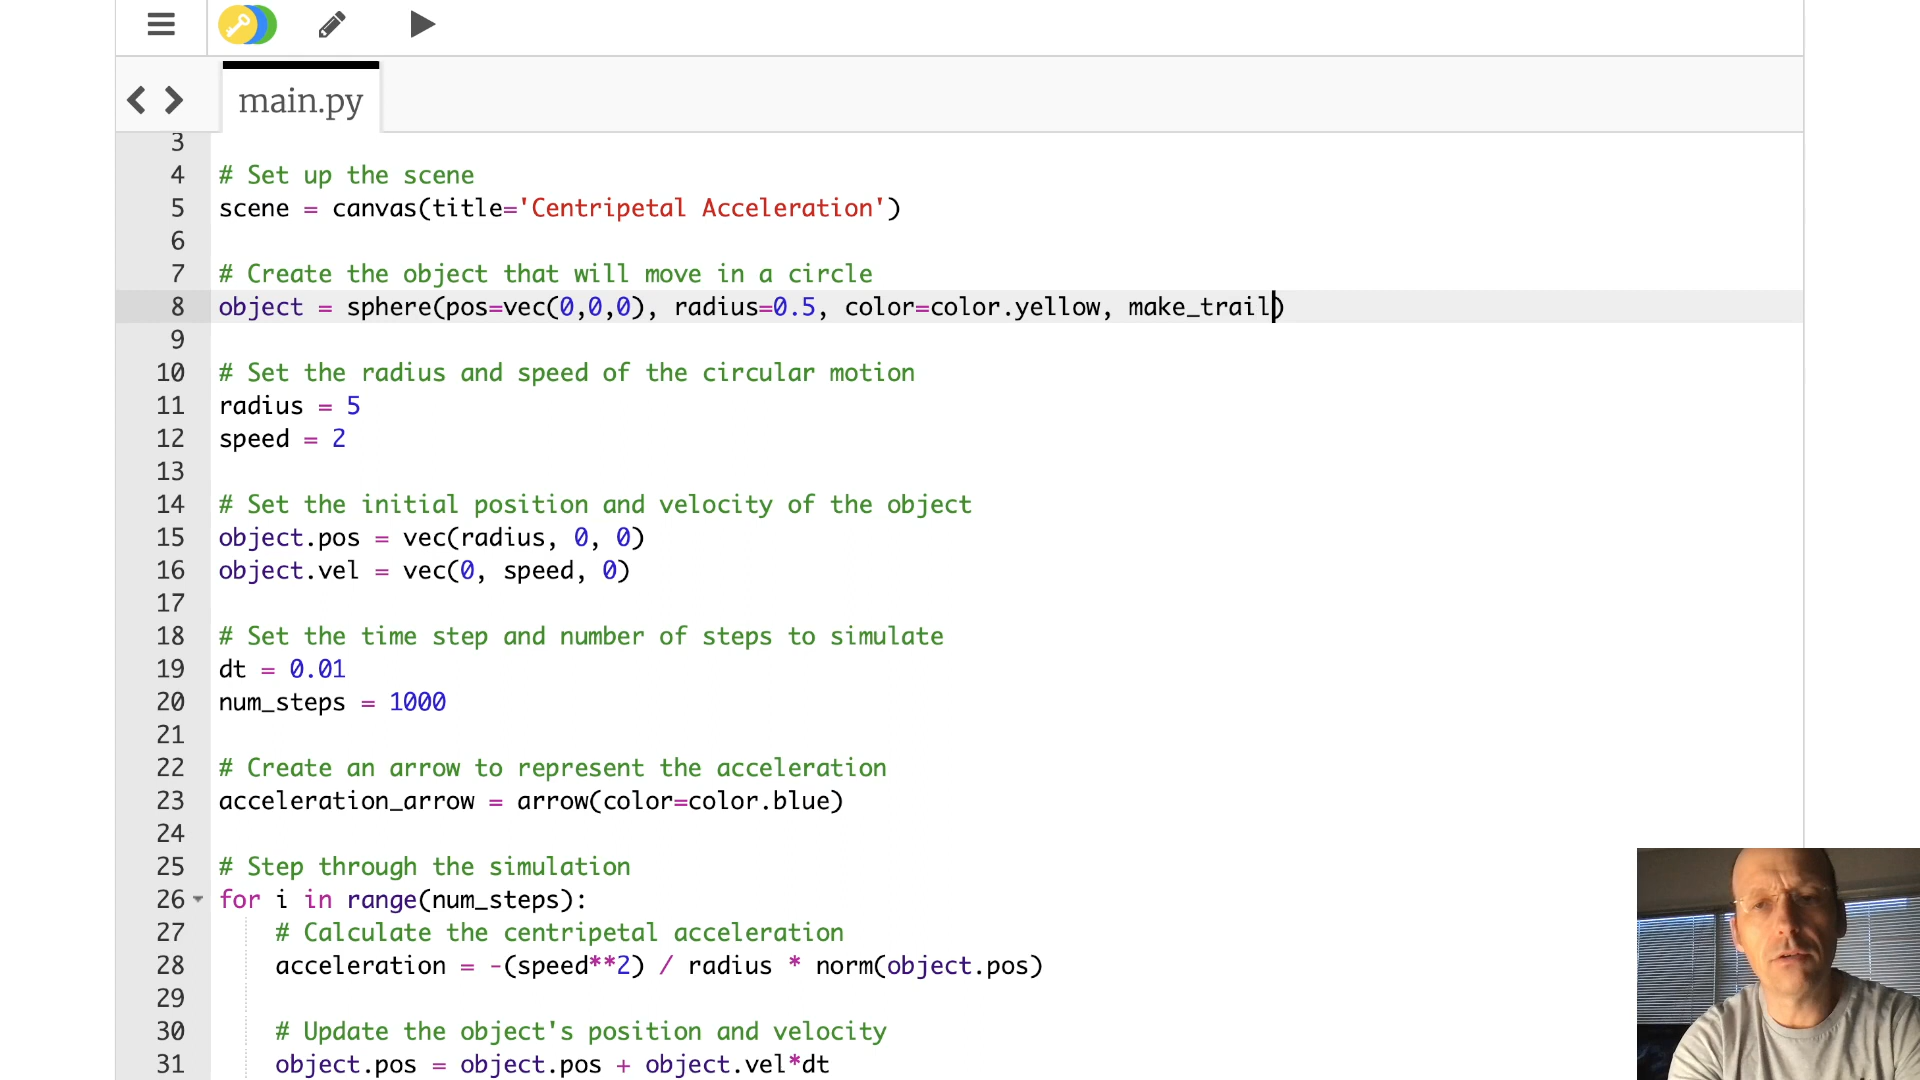 main.py
3
4 # Set up the scene
5 scene = canvas(title='Centripetal Acceleration')
6
7 # Create the object that will move in a circle
8 object = sphere(pos=vec(0,0,0), radius=0.5, color=color.yellow, make_trail)
9
10 # Set the radius and speed of the circular motion
11 radius = 5
12 speed = 2
13
14 # Set the initial position and velocity of the object
15 object.pos = vec(radius, 0, 0)
16 object.vel = vec(0, speed, 0)
17
18 # Set the time step and number of steps to simulate
19 dt = 0.01
20 num_steps = 1000
21
22 # Create an arrow to represent the acceleration
23 acceleration_arrow = arrow(color=color.blue)
24
25 # Step through the simulation
26 for i in range(num_steps):
27     # Calculate the centripetal acceleration
28     acceleration = -(speed**2) / radius * norm(object.pos)
29
30     # Update the object's position and velocity
31     object.pos = object.pos + object.vel*dt